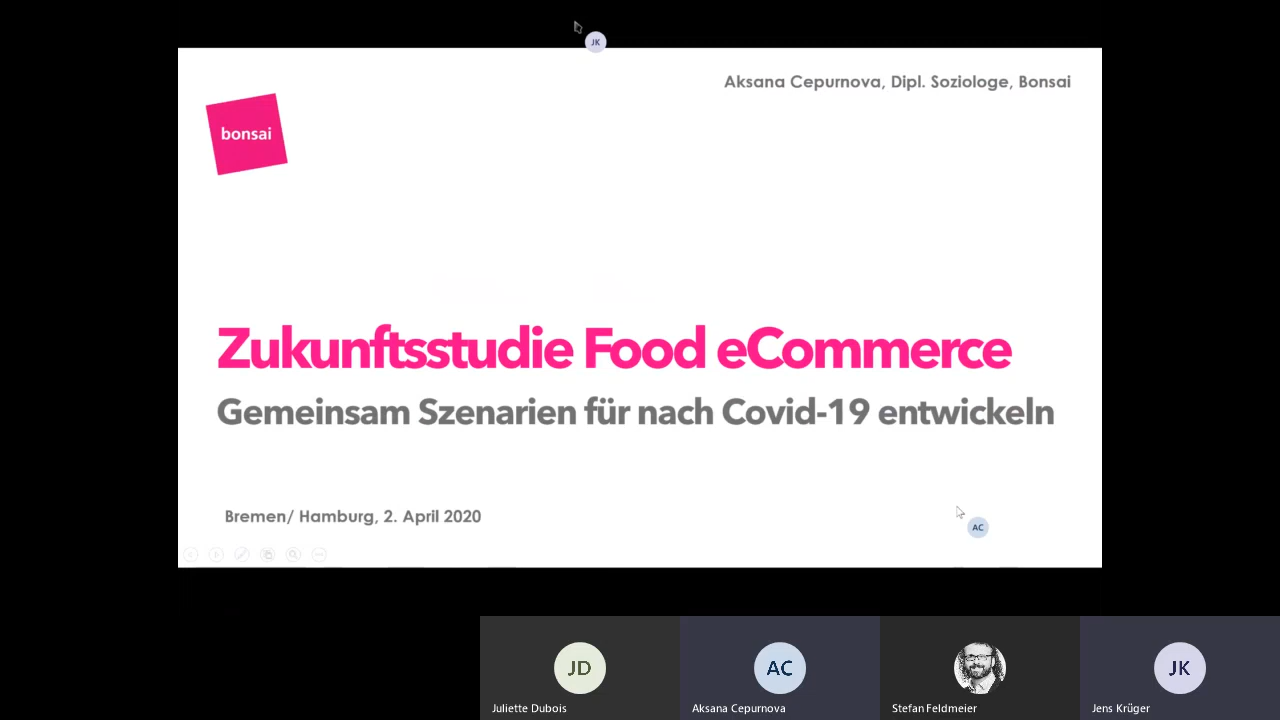 JK
Aksana Cepurnova, Dipl. Soziologe, Bonsai
bonsai
Zukunftsstudie Food eCommerce
Gemeinsam Szenarien für nach Covid-19 entwickeln
Bremen/ Hamburg, 2. April 2020
AC
JD
AC
JK
Juliette Dubois
Aksana Cepurnova
Stefan Feldmeier
Jens Krüger